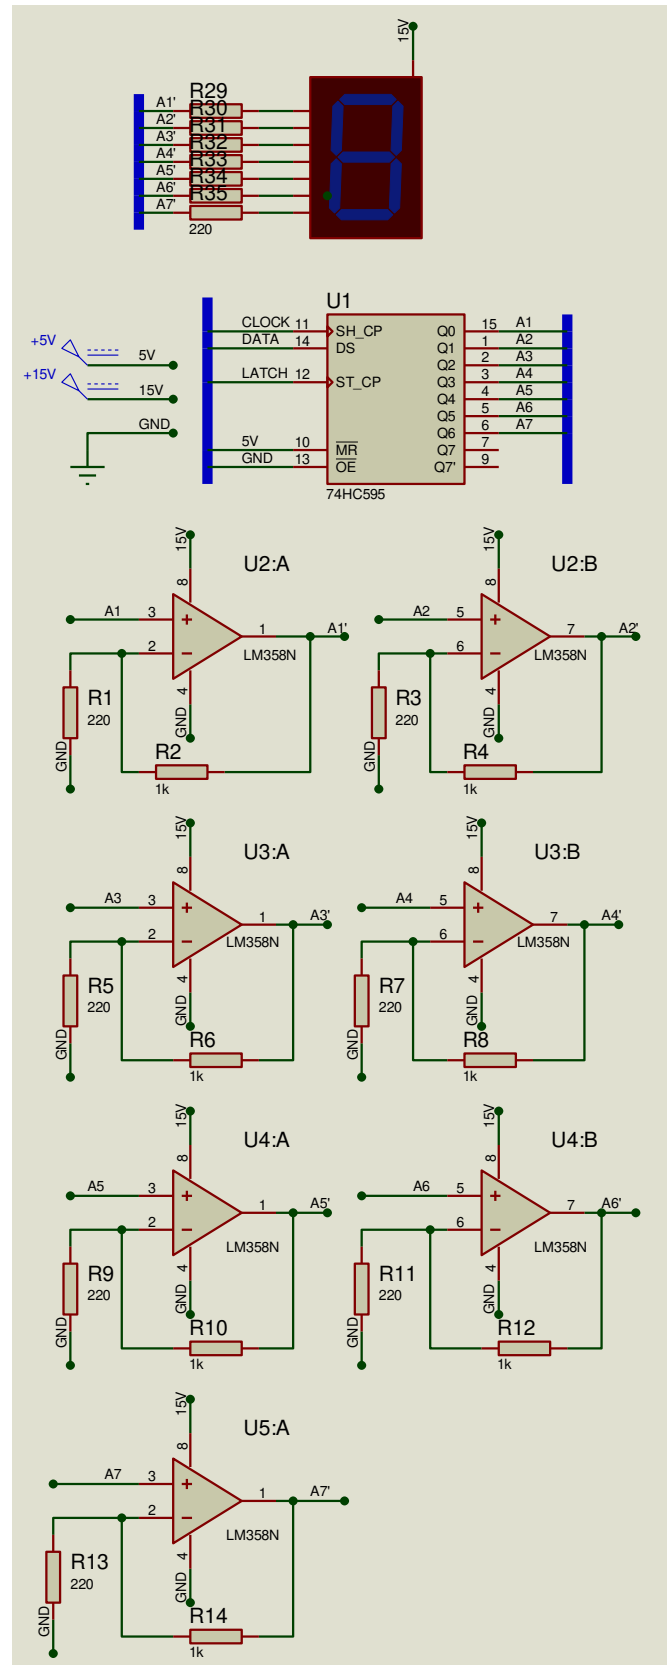 15V
R29
A1' R30
A2' R31
A3' R32
A4' R33
A5' R34
A6' R35
A7'
220
U1
CLOCK 11 SH_CP Q0 15 A1
DATA 14 DS Q1 1 A2
Q2 2 A3
LATCH 12 ST_CP Q3 3 A4
Q4 4 A5
Q5 5 A6
Q6 6 A7
5V 10 MR Q7 7
GND 13 OE Q7' 9
74HC595
+5V 5V
+15V 15V
GND
15V U2:A 15V U2:B
8 8
A1 3 + 1 A1' A2 5 + 7 A2'
2 − LM358N 6 − LM358N
R1 4 R3 4
220 GND 220 GND
GND R2 GND R4
1k 1k
15V U3:A 15V U3:B
8 8
A3 3 + 1 A3' A4 5 + 7 A4'
2 − LM358N 6 − LM358N
R5 4 R7 4
220 GND 220 GND
GND R6 GND R8
1k 1k
15V U4:A 15V U4:B
8 8
A5 3 + 1 A5' A6 5 + 7 A6'
2 − LM358N 6 − LM358N
R9 4 R11 4
220 GND 220 GND
GND R10 GND R12
1k 1k
15V U5:A
8
A7 3 + 1 A7'
2 − LM358N
R13 4
220 GND
GND R14
1k